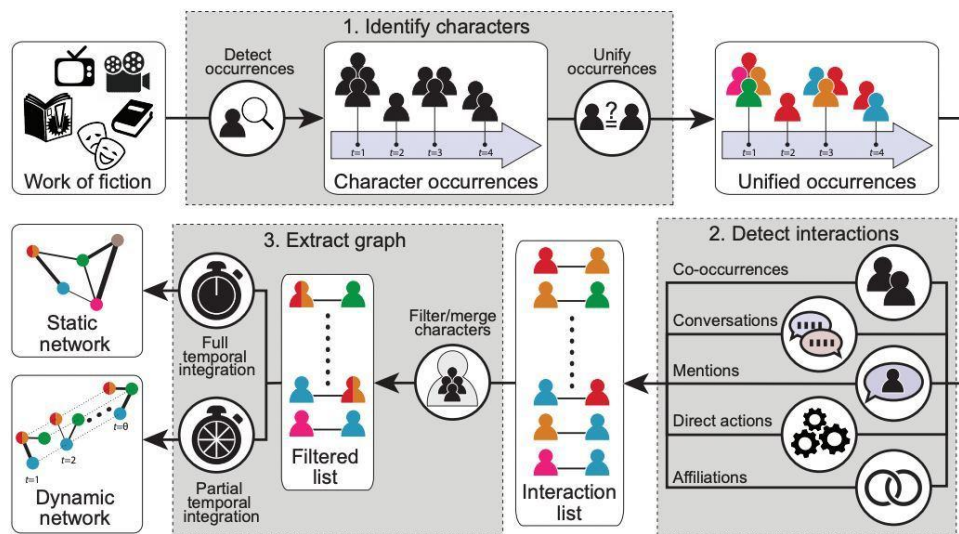 1. Identify characters
Detect
occurrences
Unify
occurrences
?
=
t=1
t=2
t=3
t=4
t=1
t=2
t=3
t=4
Work of fiction
Character occurrences
Unified occurrences
2. Detect interactions
Co-occurrences
Conversations
Mentions
Direct actions
Affiliations
Interaction
list
3. Extract graph
Filter/merge
characters
Filtered
list
Full
temporal
integration
Partial
temporal
integration
Static
network
t=1
t=2
t=θ
Dynamic
network